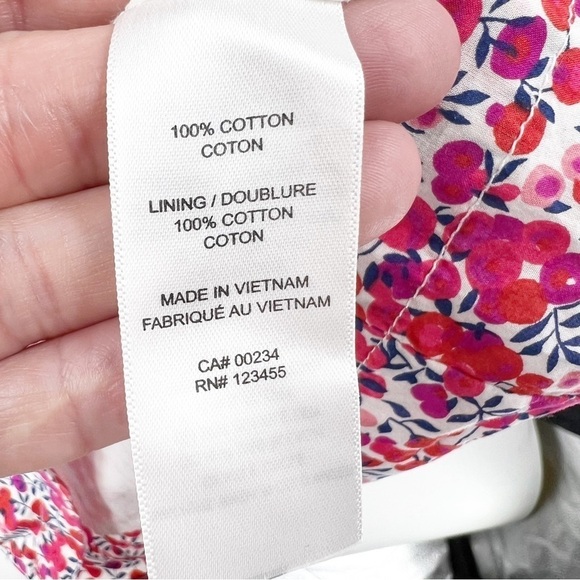 100% COTTON
COTON
LINING / DOUBLURE
100% COTTON
COTON
MADE IN VIETNAM
FABRIQUÉ AU VIETNAM
CA# 00234
RN# 123455